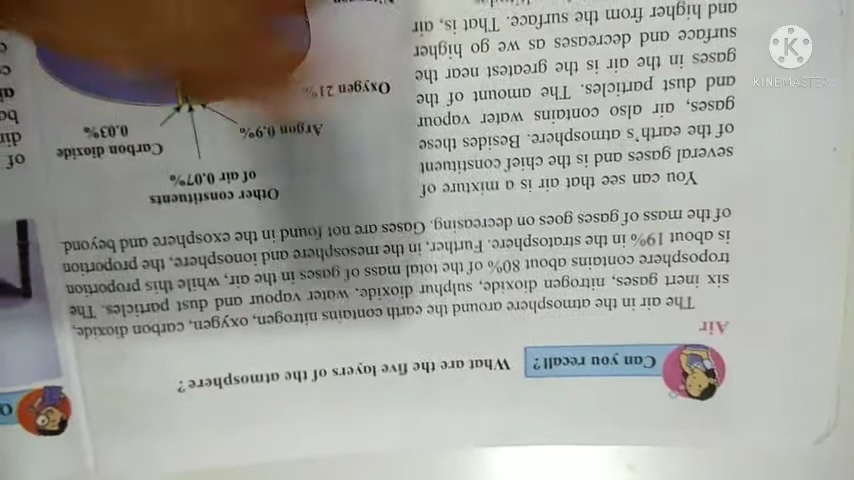 Can you recall?
What are the five layers of the atmosphere?
Air
The air in the atmosphere around the earth contains nitrogen, oxygen, carbon dioxide,
six inert gases, nitrogen dioxide, sulphur dioxide, water vapour and dust particles. The
troposphere contains about 80% of the total mass of gases in the air, while this proportion
is about 19% in the stratosphere. Further, in the mesosphere and ionosphere, the proportion
of the mass of gases goes on decreasing. Gases are not found in the exosphere and beyond.
You can see that air is a mixture of
several gases and is the chief constituent
of the earth's atmosphere. Besides these
gases, air also contains water vapour
and dust particles. The amount of the
gases in the air is the greatest near the
surface and decreases as we go higher
and higher from the surface. That is, air
Other constituents
of air 0.07%
Argon 0.9%
Carbon dioxide
0.03%
Oxygen 21%
of
KINEMASTER